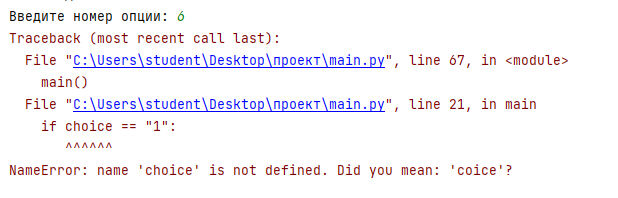 Введите номер опции: 6
Traceback (most recent call last):
File "C:\Users\student\Desktop\проект\main.py", line 67, in <module>
main()
File "C:\Users\student\Desktop\проект\main.py", line 21, in main
if choice == "1":
^^^^^^
NameError: name 'choice' is not defined. Did you mean: 'coice'?